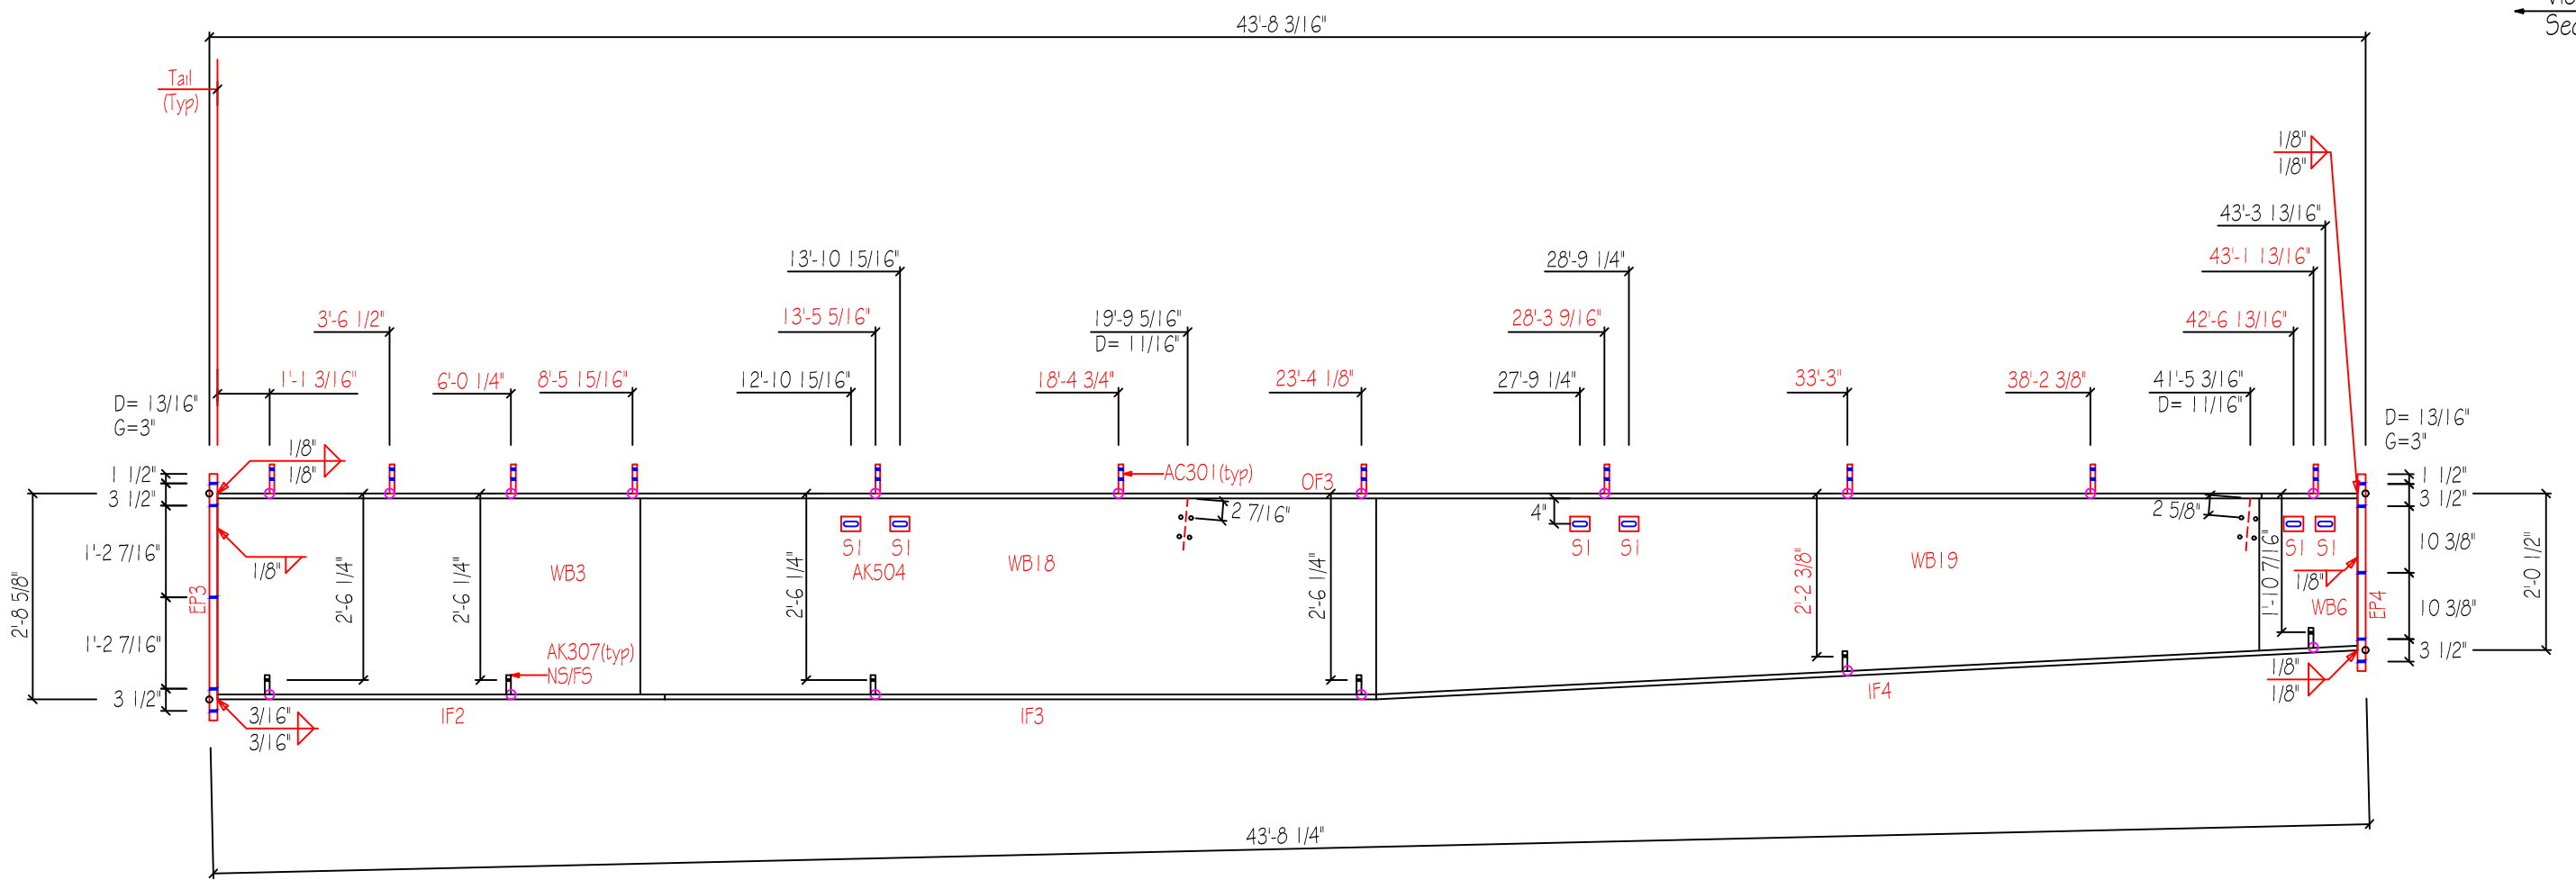 43'-8 3/16"
Tail
(Typ)
1/8"
1/8"
43'-3 13/16"
13'-10 15/16"
28'-9 1/4"
43'-1 13/16"
3'-6 1/2"
13'-5 5/16"
19'-9 5/16"
D= 11/16"
28'-3 9/16"
42'-6 13/16"
1'-1 3/16"
6'-0 1/4"
8'-5 15/16"
12'-10 15/16"
18'-4 3/4"
23'-4 1/8"
27'-9 1/4"
33'-3"
38'-2 3/8"
41'-5 3/16"
D= 11/16"
D= 13/16"
G=3"
D= 13/16"
G=3"
1/8"
1/8"
1 1/2"
3 1/2"
AC301(typ)
OF3
1 1/2"
3 1/2"
2 7/16"
4"
2 5/8"
S1
S1
S1
S1
S1
S1
1'-2 7/16"
1/8"
2'-6 1/4"
2'-6 1/4"
WB3
2'-6 1/4"
AK504
WB18
2'-6 1/4"
2'-2 3/8"
WB19
1'-10 7/16"
1/8"
WB6
10 3/8"
2'-8 5/8"
EP3
EP4
10 3/8"
2'-0 1/2"
1'-2 7/16"
AK307(typ)
NS/FS
3 1/2"
3 1/2"
1/8"
1/8"
3/16"
3/16"
IF2
IF3
IF4
43'-8 1/4"